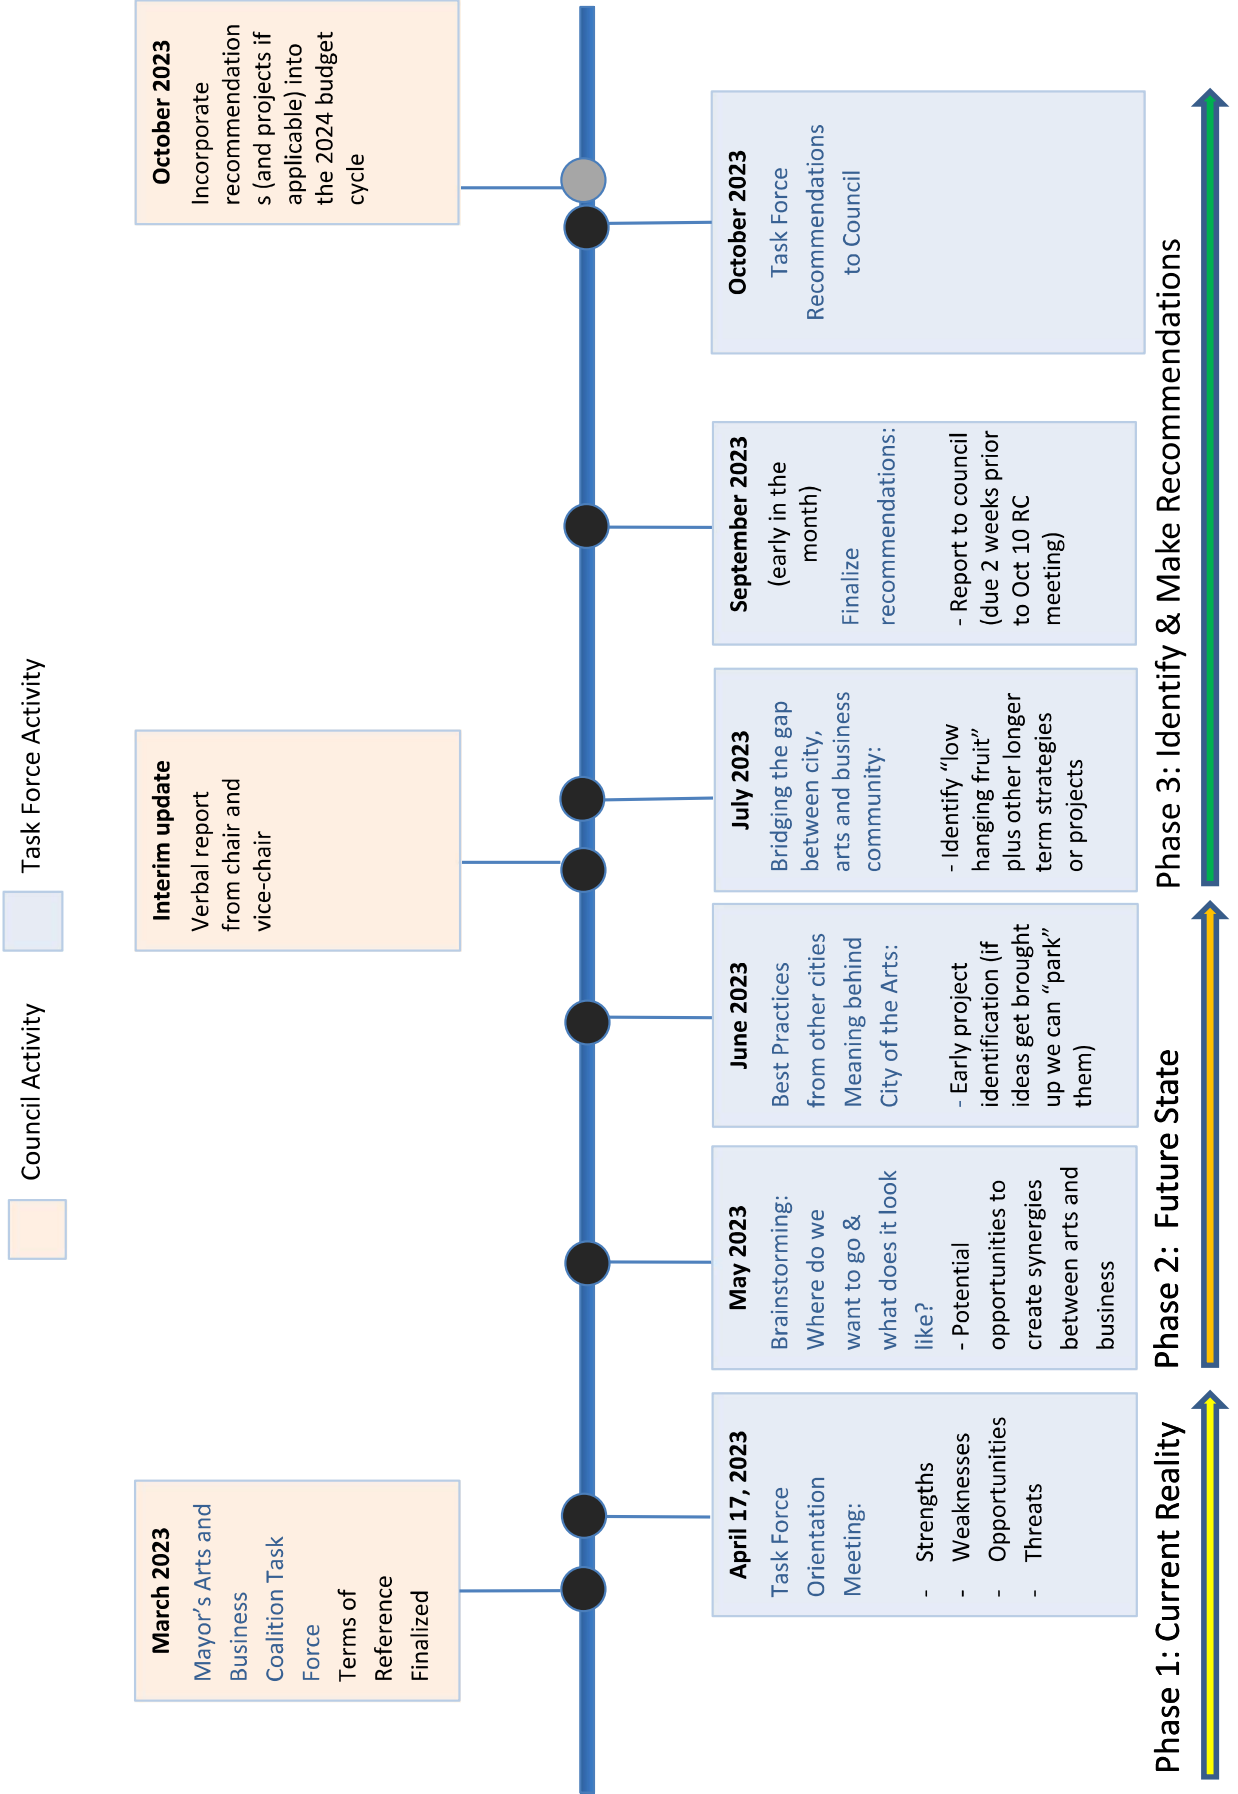 Council Activity
Task Force Activity
March 2023
Mayor’s Arts and
Business
Coalition Task
Force
Terms of
Reference
Finalized
Interim update
Verbal report
from chair and
vice-chair
October 2023
Incorporate
recommendation
s (and projects if
applicable) into
the 2024 budget
cycle
April 17, 2023
Task Force
Orientation
Meeting:
- Strengths
- Weaknesses
- Opportunities
- Threats
May 2023
Brainstorming:
Where do we
want to go &
what does it look
like?
- Potential
opportunities to
create synergies
between arts and
business
June 2023
Best Practices
from other cities
Meaning behind
City of the Arts:
- Early project
identification (if
ideas get brought
up we can “park”
them)
July 2023
Bridging the gap
between city,
arts and business
community:
- Identify “low
hanging fruit”
plus other longer
term strategies
or projects
September 2023
(early in the
month)
Finalize
recommendations:
- Report to council
(due 2 weeks prior
to Oct 10 RC
meeting)
October 2023
Task Force
Recommendations
to Council
Phase 1: Current Reality
Phase 2: Future State
Phase 3: Identify & Make Recommendations